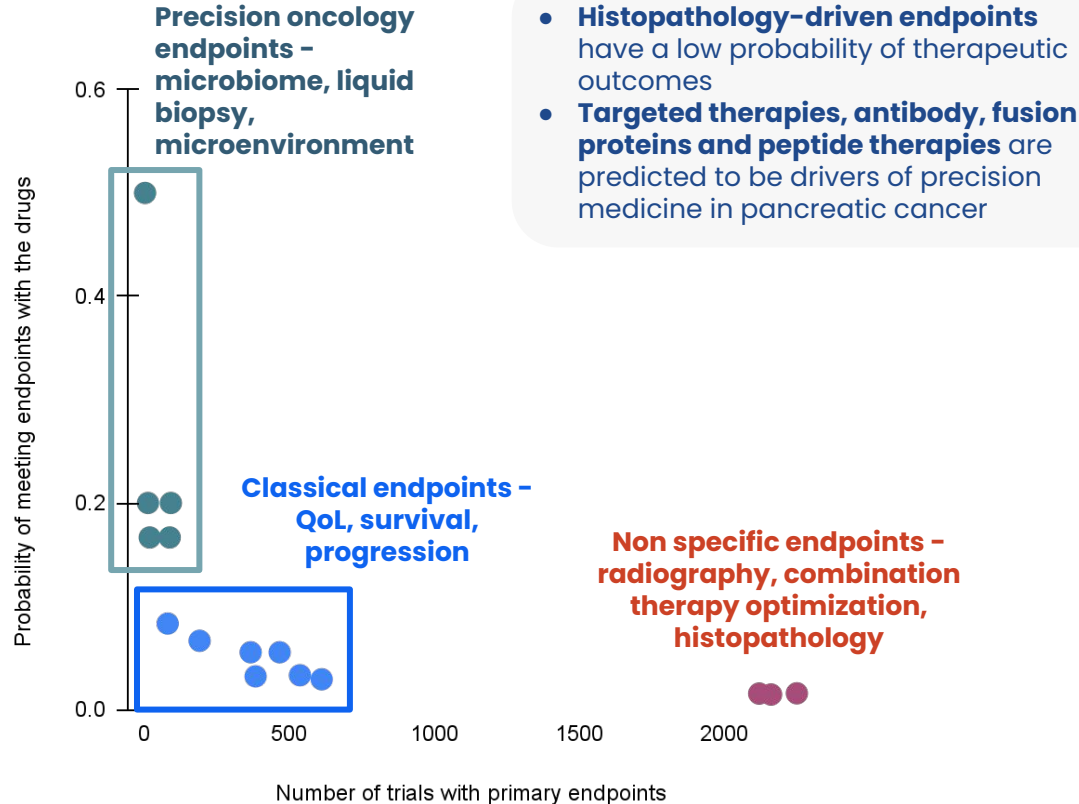 Precision oncology
endpoints -
microbiome, liquid
biopsy,
microenvironment
● Histopathology-driven endpoints
have a low probability of therapeutic
outcomes
● Targeted therapies, antibody, fusion
proteins and peptide therapies are
predicted to be drivers of precision
medicine in pancreatic cancer
Probability of meeting endpoints with the drugs
0.6
0.4
0.2
0.0
Classical endpoints -
QoL, survival,
progression
Non specific endpoints -
radiography, combination
therapy optimization,
histopathology
0 500 1000 1500 2000
Number of trials with primary endpoints